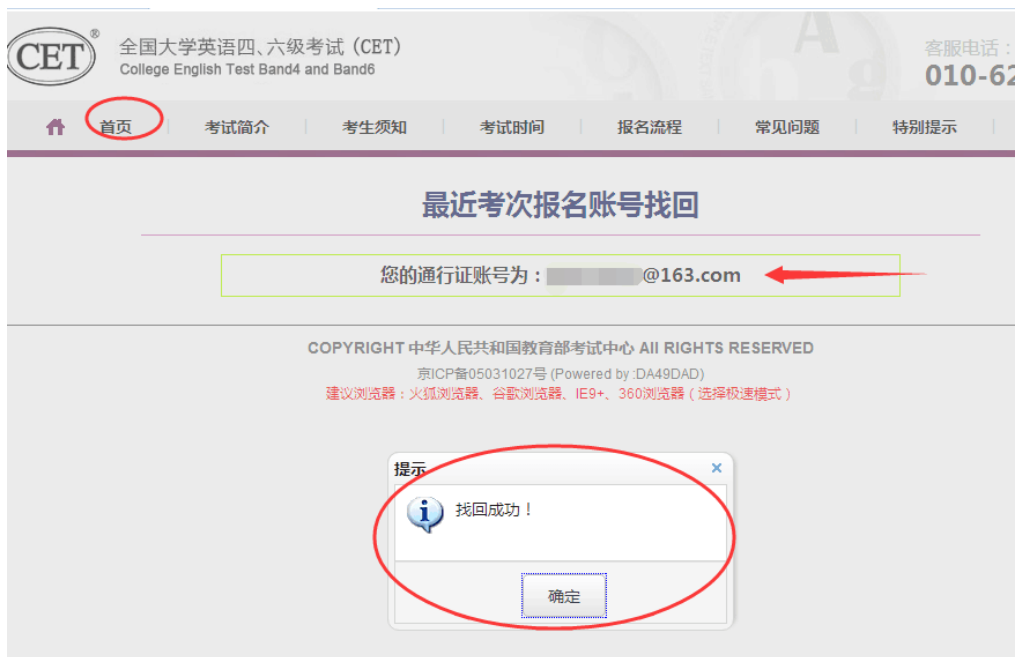 CET®
全国大学英语四、六级考试 (CET)
College English Test Band4 and Band6
客服电话：
010-62
首页 考试简介 考生须知 考试时间 报名流程 常见问题 特别提示
最近考次报名账号找回
您的通行证账号为：@163.com
COPYRIGHT 中华人民共和国教育部考试中心 All RIGHTS RESERVED
京ICP备05031027号 (Powered by :DA49DAD)
建议浏览器：火狐浏览器、谷歌浏览器、IE9+、360浏览器 ( 选择极速模式 )
提示
找回成功！
确定